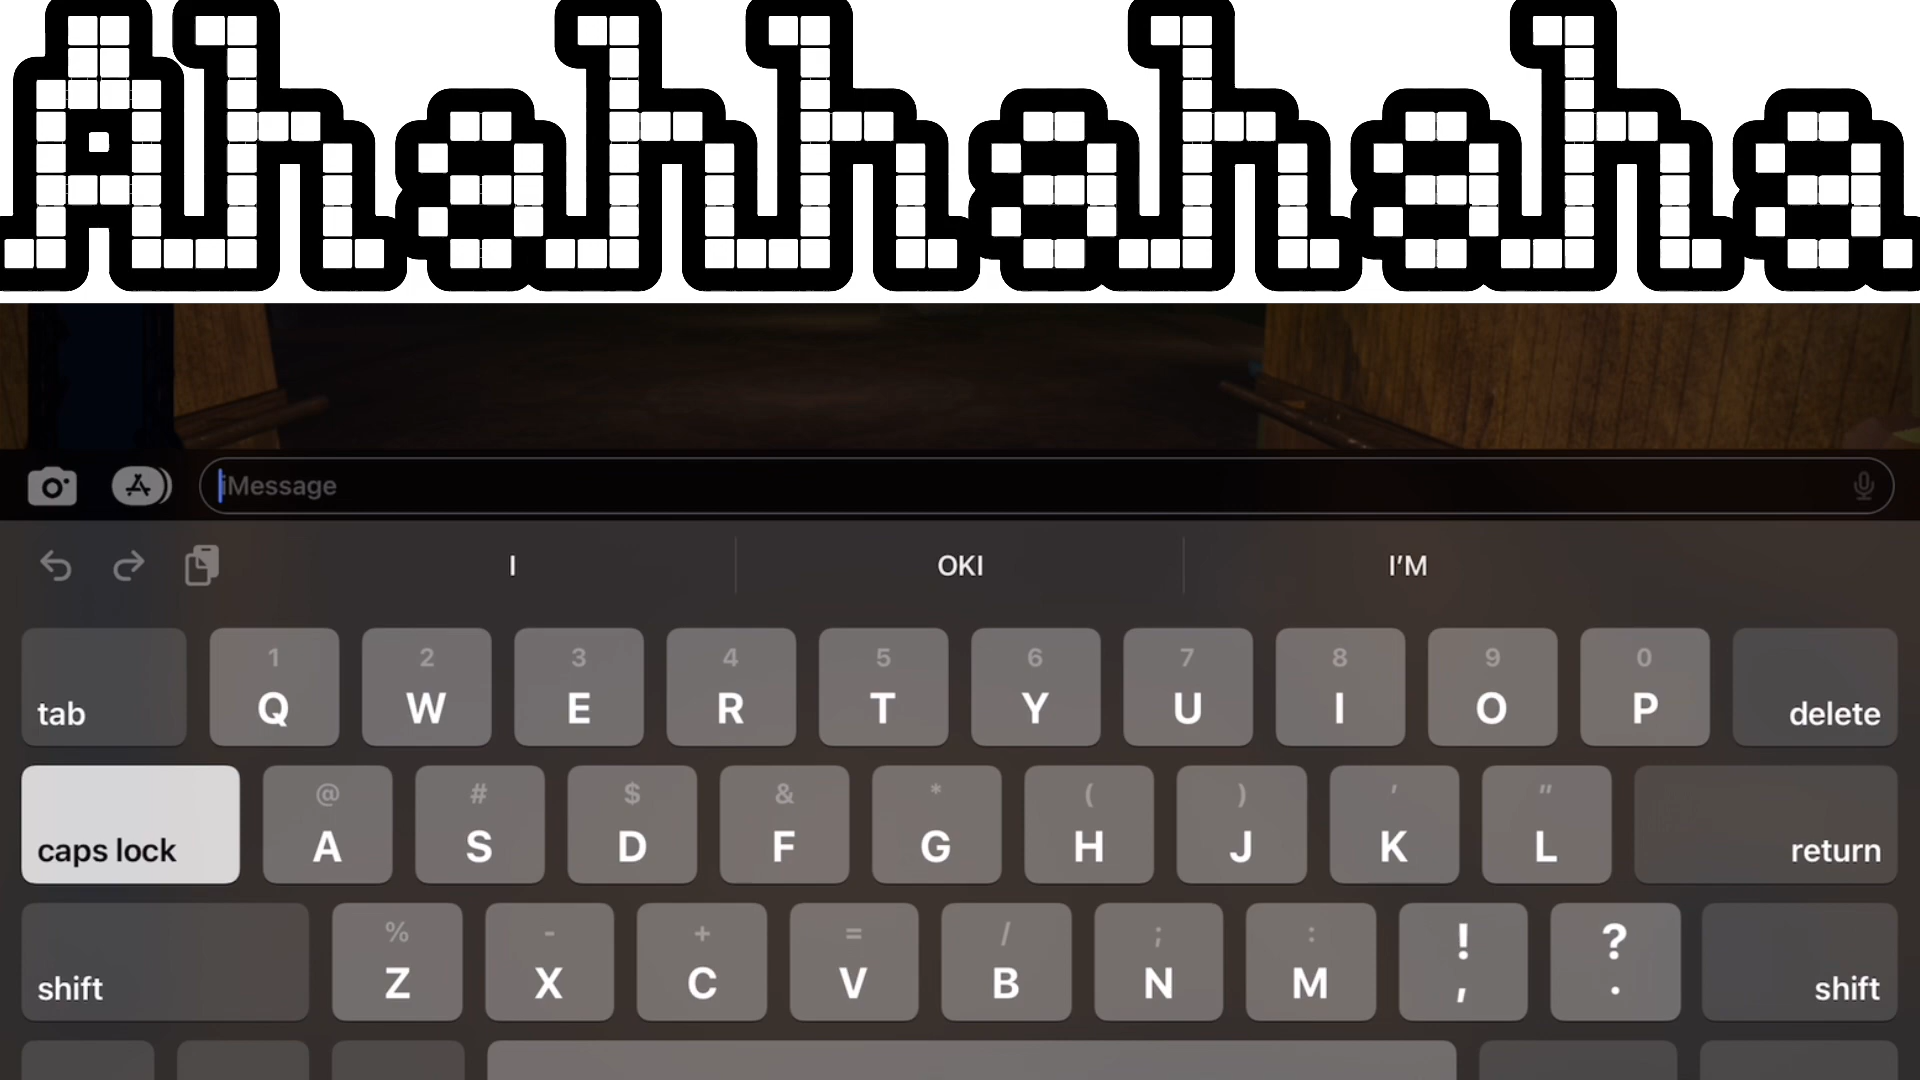 Ahahhahaha
iMessage
I OKI I'M
tab 1 Q 2 W 3 E 4 R 5 T 6 Y 7 U 8 I 9 O 0 P delete
caps lock @ A # S $ D & F * G ( H ) J ' K " L return
shift % Z - X + C = V / B ; N : M ! , ? . shift